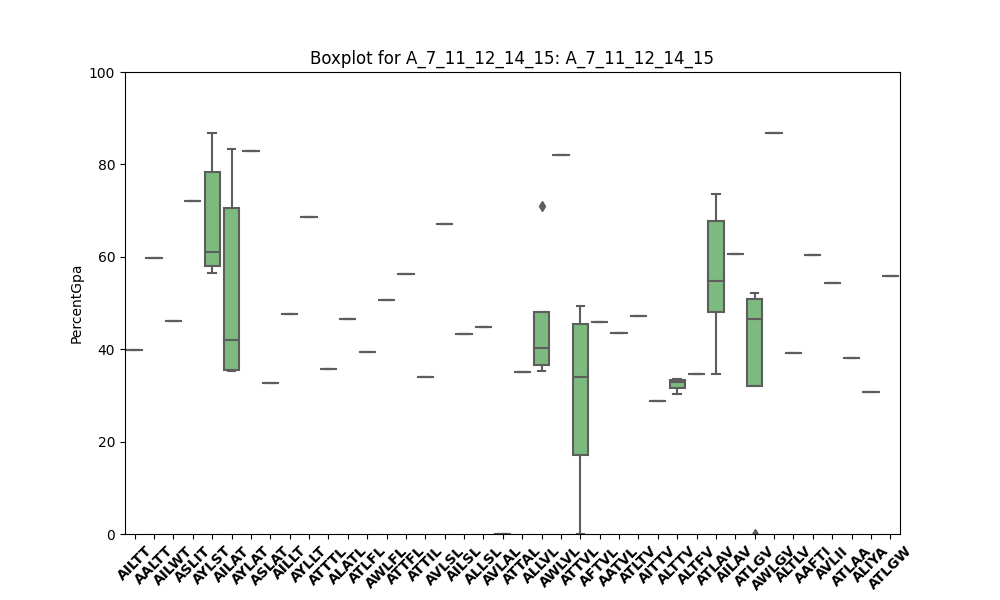 Boxplot for A_7_11_12_14_15: A_7_11_12_14_15
PercentGpa
100
80
60
40
20
0
AILTT
AALTT
AILWT
ASLIT
AYLST
AILAT
AYLAT
ASLAT
AILLT
AYLLT
ATTTL
ALATL
ATLFL
AWLFL
ATTFL
ATTIL
AVLSL
AILSL
ALLSL
AVLAL
ATTAL
ALLVL
AWLVL
ATTVL
AFTVL
AATVL
ATLTV
AITTV
ALTTV
ALTFV
ATLAV
AILAV
ATLGV
AWLGV
ALTLV
AAFTI
AVLII
ATLAA
ALIYA
ATLGW